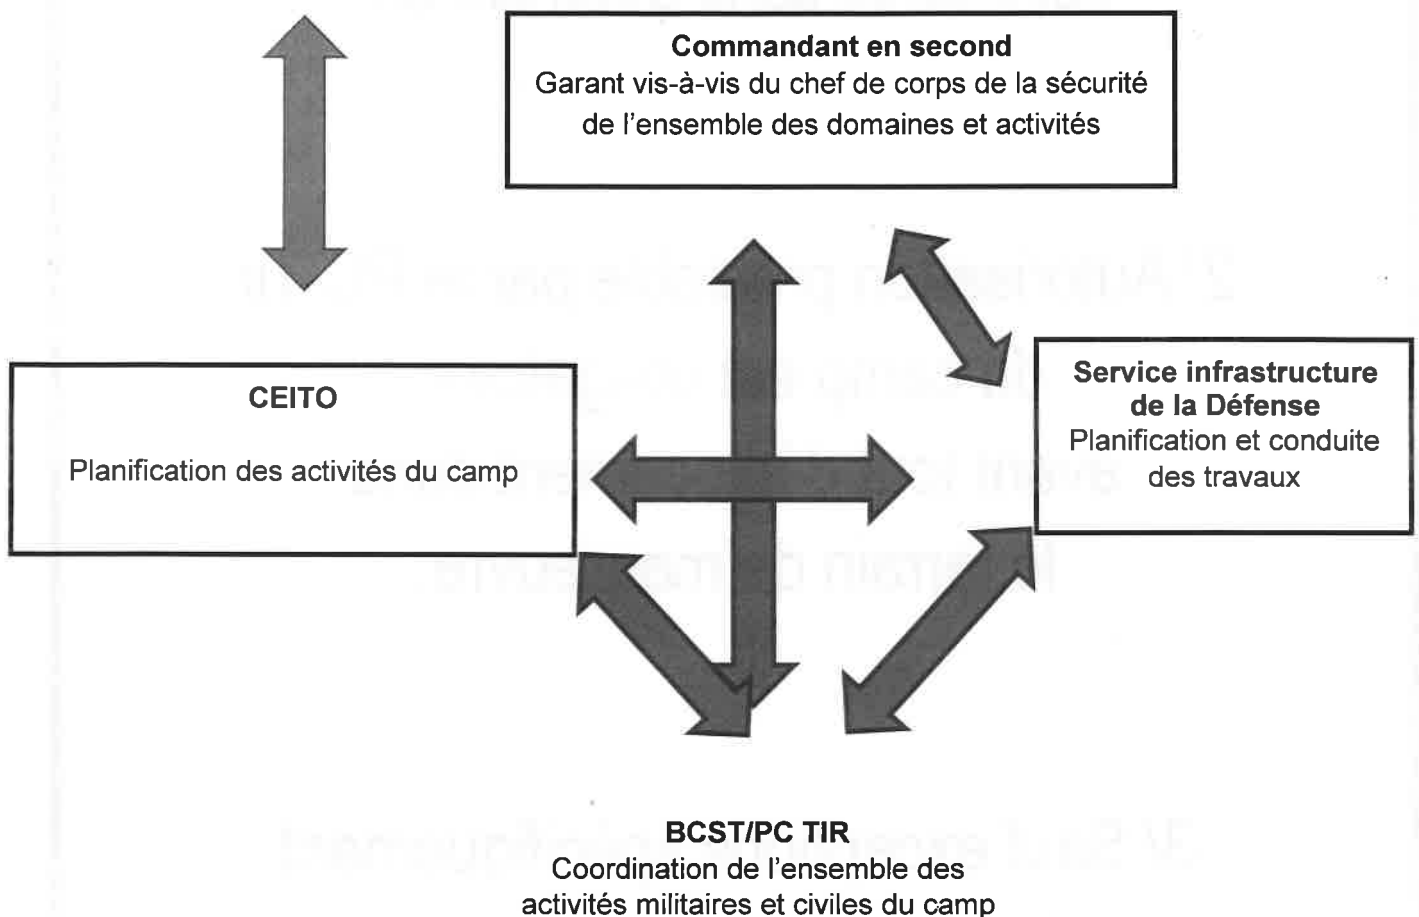 Commandant en second
Garant vis-à-vis du chef de corps de la sécurité
de l'ensemble des domaines et activités
CEITO
Planification des activités du camp
Service infrastructure
de la Défense
Planification et conduite
des travaux
BCST/PC TIR
Coordination de l'ensemble des
activités militaires et civiles du camp